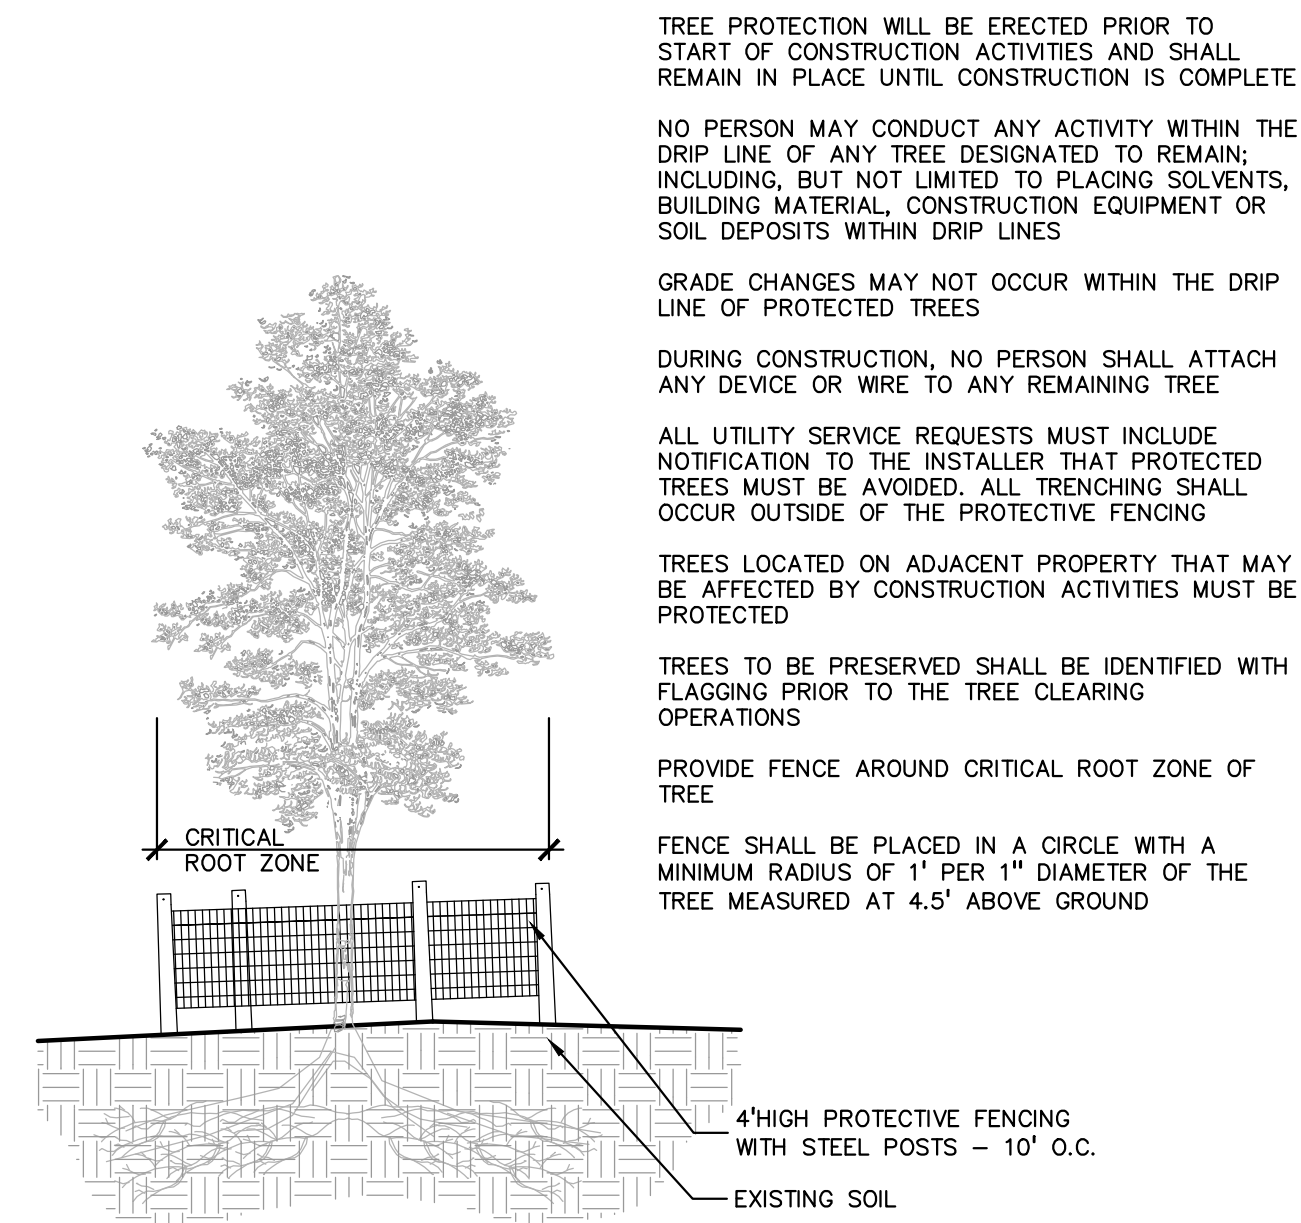 TREE PROTECTION WILL BE ERECTED PRIOR TO
START OF CONSTRUCTION ACTIVITIES AND SHALL
REMAIN IN PLACE UNTIL CONSTRUCTION IS COMPLETE
NO PERSON MAY CONDUCT ANY ACTIVITY WITHIN THE
DRIP LINE OF ANY TREE DESIGNATED TO REMAIN;
INCLUDING, BUT NOT LIMITED TO PLACING SOLVENTS,
BUILDING MATERIAL, CONSTRUCTION EQUIPMENT OR
SOIL DEPOSITS WITHIN DRIP LINES
GRADE CHANGES MAY NOT OCCUR WITHIN THE DRIP
LINE OF PROTECTED TREES
DURING CONSTRUCTION, NO PERSON SHALL ATTACH
ANY DEVICE OR WIRE TO ANY REMAINING TREE
ALL UTILITY SERVICE REQUESTS MUST INCLUDE
NOTIFICATION TO THE INSTALLER THAT PROTECTED
TREES MUST BE AVOIDED. ALL TRENCHING SHALL
OCCUR OUTSIDE OF THE PROTECTIVE FENCING
TREES LOCATED ON ADJACENT PROPERTY THAT MAY
BE AFFECTED BY CONSTRUCTION ACTIVITIES MUST BE
PROTECTED
TREES TO BE PRESERVED SHALL BE IDENTIFIED WITH
FLAGGING PRIOR TO THE TREE CLEARING
OPERATIONS
PROVIDE FENCE AROUND CRITICAL ROOT ZONE OF
TREE
FENCE SHALL BE PLACED IN A CIRCLE WITH A
MINIMUM RADIUS OF 1' PER 1" DIAMETER OF THE
TREE MEASURED AT 4.5' ABOVE GROUND
CRITICAL
ROOT ZONE
4'HIGH PROTECTIVE FENCING
WITH STEEL POSTS – 10' O.C.
EXISTING SOIL